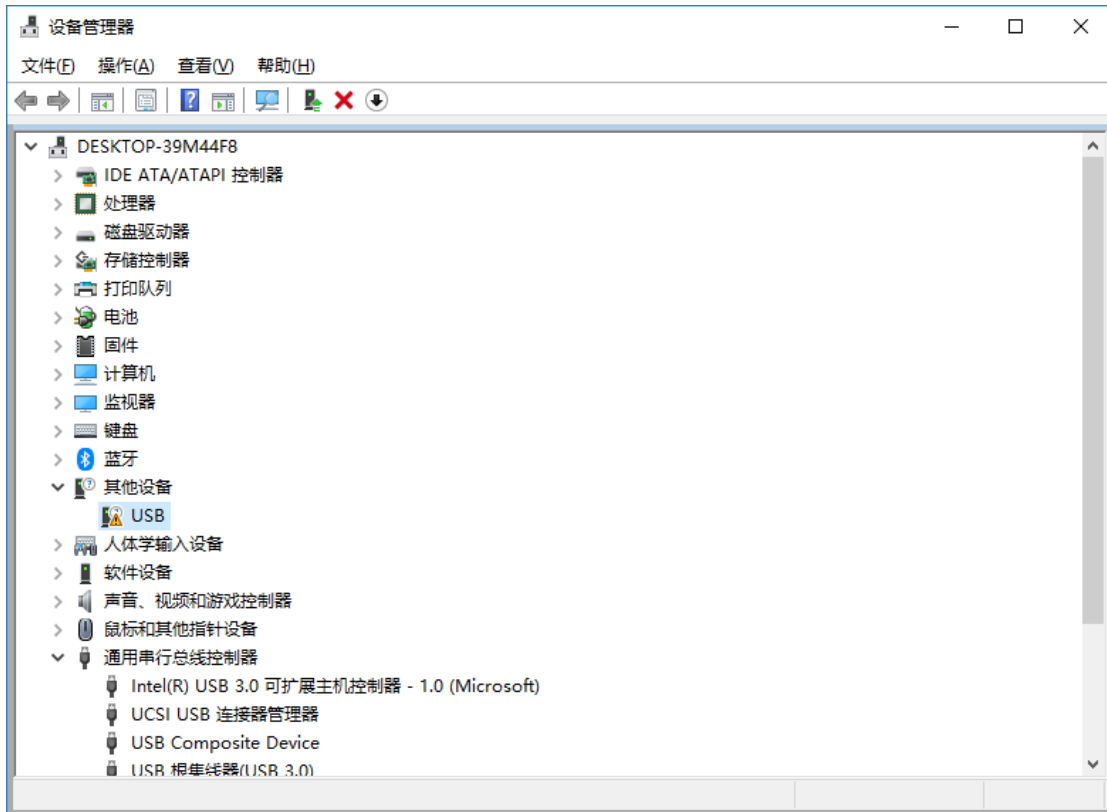 设备管理器
文件(F) 操作(A) 查看(V) 帮助(H)
DESKTOP-39M44F8
IDE ATA/ATAPI 控制器
处理器
磁盘驱动器
存储控制器
打印队列
电池
固件
计算机
监视器
键盘
蓝牙
其他设备
USB
人体学输入设备
软件设备
声音、视频和游戏控制器
鼠标和其他指针设备
通用串行总线控制器
Intel(R) USB 3.0 可扩展主机控制器 - 1.0 (Microsoft)
UCSI USB 连接器管理器
USB Composite Device
USB 根集线器(USB 3.0)